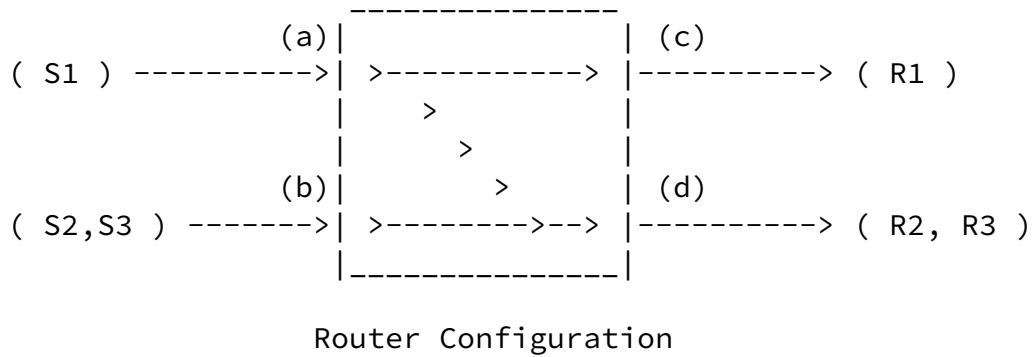 (a) (c)
( S1 ) ( R1 )
(b) (d)
( S2,S3 ) ( R2, R3 )
Router Configuration